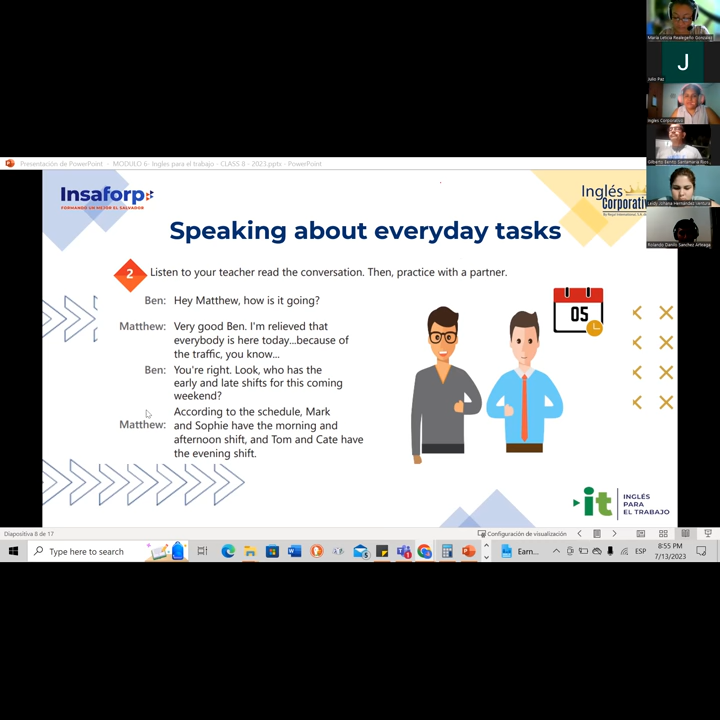 Presentación de PowerPoint - MODULO 6- Ingles para el trabajo - CLASS 8 - 2023.pptx - PowerPoint
Insaforp
FORMANDO UN MEJOR EL SALVADOR
Inglés
Corporativo
Speaking about everyday tasks
2 Listen to your teacher read the conversation. Then, practice with a partner.
Ben: Hey Matthew, how is it going?
Matthew: Very good Ben. I'm relieved that
everybody is here today...because of
the traffic, you know...
Ben: You're right. Look, who has the
early and late shifts for this coming
weekend?
According to the schedule, Mark
Matthew: and Sophie have the morning and
afternoon shift, and Tom and Cate have
the evening shift.
05
it
INGLÉS
PARA
EL TRABAJO
J
Julio Paz
Ingles Corporativo
Diapositiva 8 de 17
Configuración de visualización
Type here to search
Earn...
ESP
8:55 PM
7/13/2023